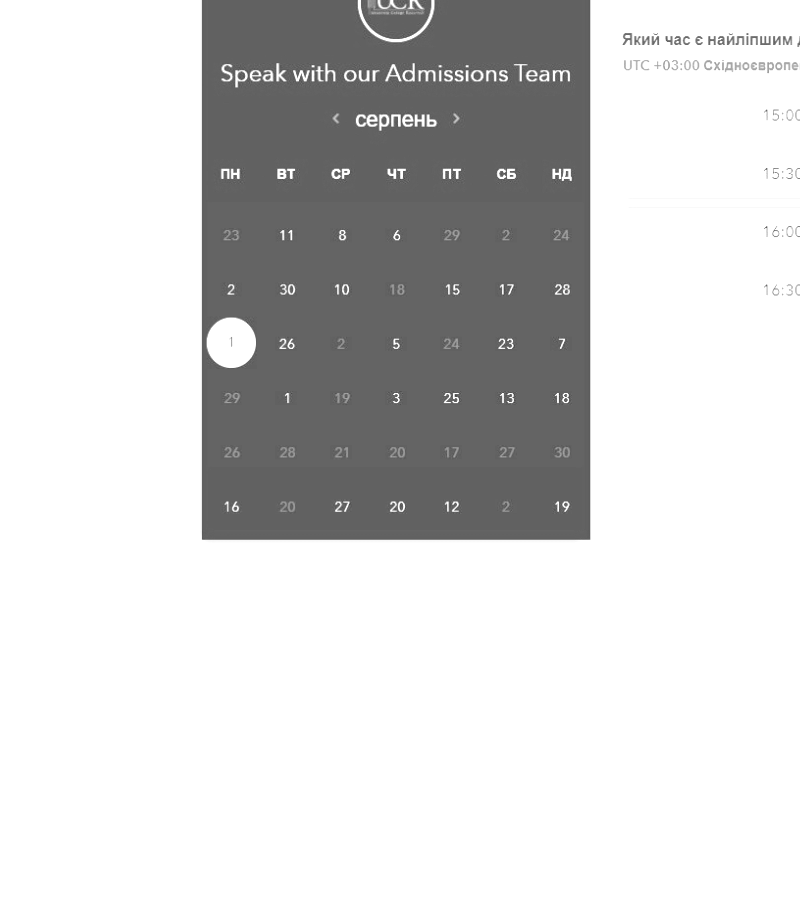 UCR
Speak with our Admissions Team
‹ серпень ›
ПН ВТ СР ЧТ ПТ СБ НД
23 11 8 6 29 2 24
2 30 10 18 15 17 28
1 26 2 5 24 23 7
29 1 19 3 25 13 18
26 28 21 20 17 27 30
16 20 27 20 12 2 19
Який час є найліпшим
UTC +03:00 Східноєвропе
15:00
15:30
16:00
16:30